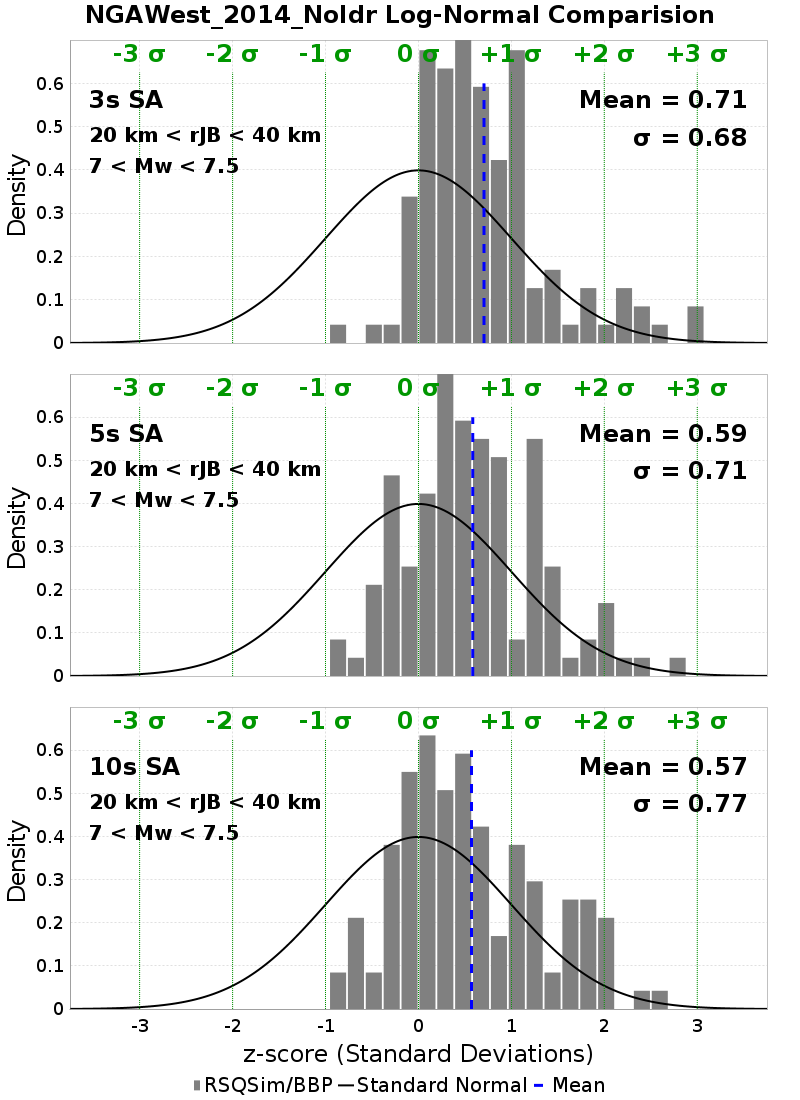 NGAWest_2014_NoIdr Log-Normal Comparision
-3 σ -2 σ -1 σ 0 σ +1 σ +2 σ +3 σ
3s SA
Mean = 0.71
20 km < rJB < 40 km
σ = 0.68
7 < Mw < 7.5
Density
0.6
0.5
0.4
0.3
0.2
0.1
0
-3 σ -2 σ -1 σ 0 σ +1 σ +2 σ +3 σ
5s SA
Mean = 0.59
20 km < rJB < 40 km
σ = 0.71
7 < Mw < 7.5
Density
0.6
0.5
0.4
0.3
0.2
0.1
0
-3 σ -2 σ -1 σ 0 σ +1 σ +2 σ +3 σ
10s SA
Mean = 0.57
20 km < rJB < 40 km
σ = 0.77
7 < Mw < 7.5
Density
0.6
0.5
0.4
0.3
0.2
0.1
0
-3 -2 -1 0 1 2 3
z-score (Standard Deviations)
RSQSim/BBP Standard Normal Mean